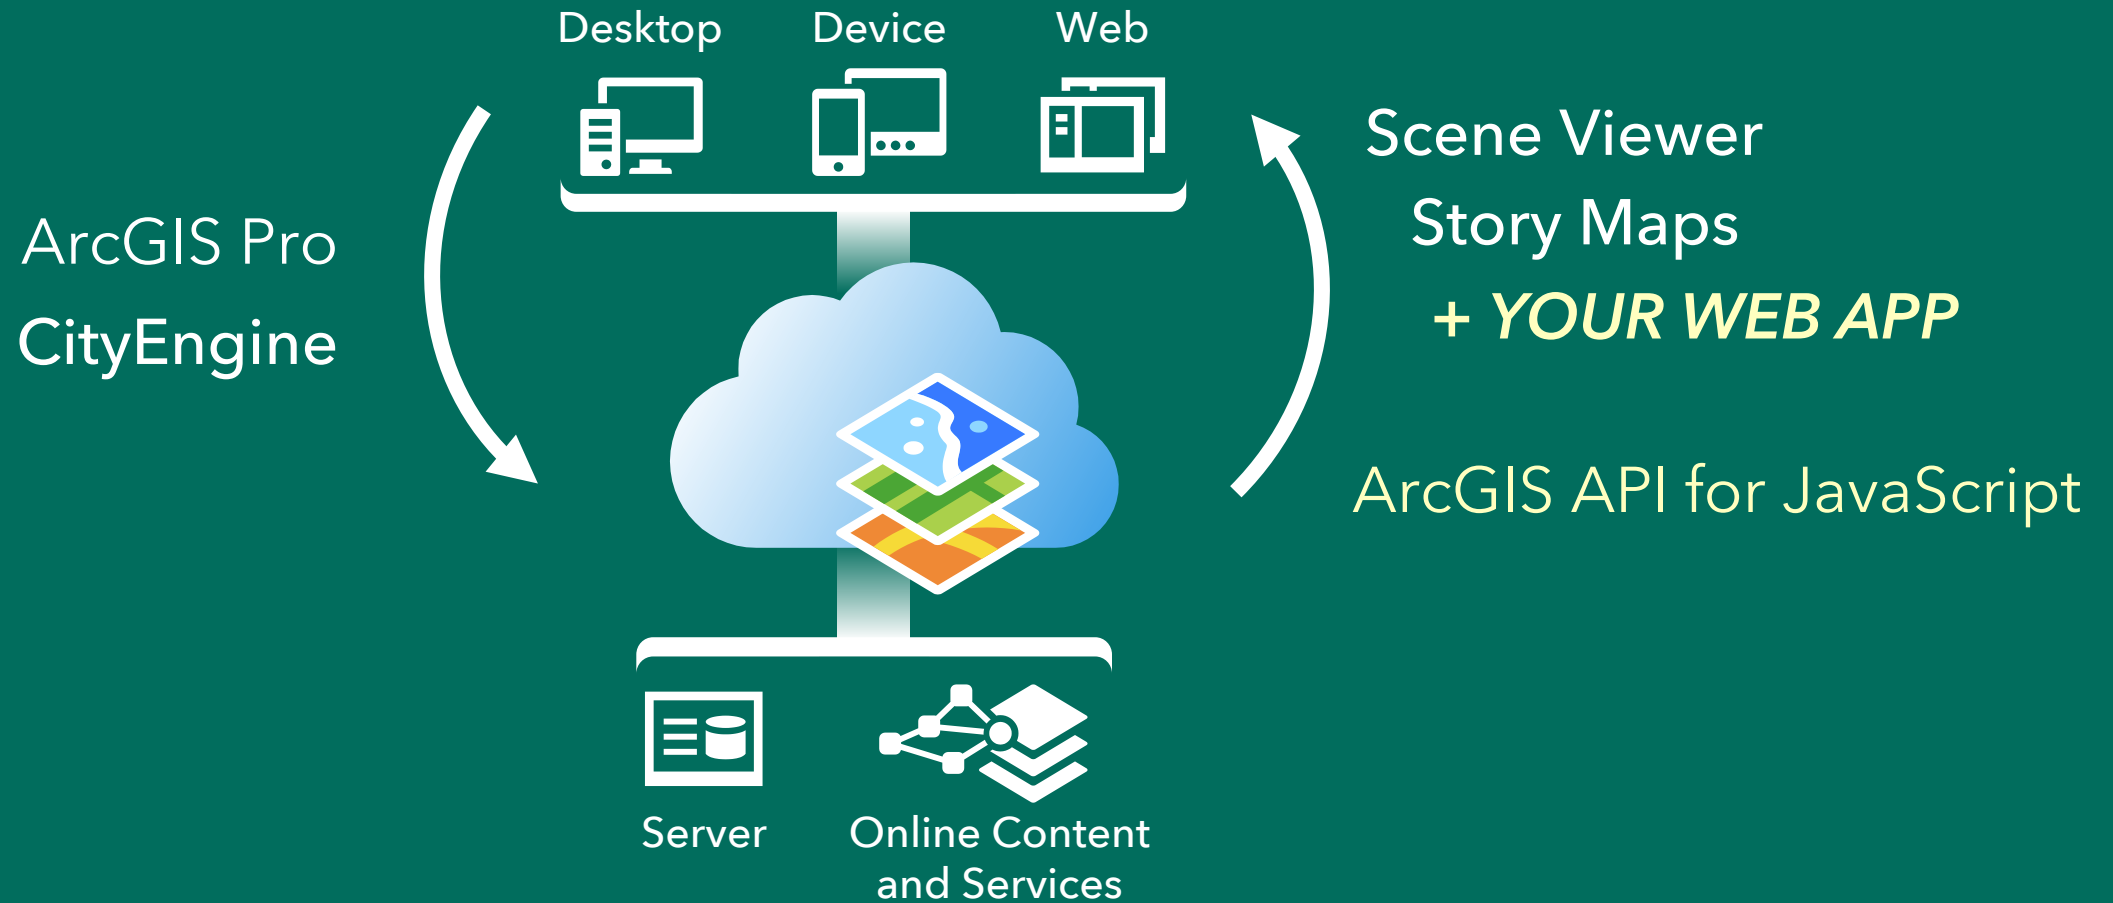 Desktop
Device
Web
ArcGIS Pro
CityEngine
Scene Viewer
Story Maps
+ YOUR WEB APP
ArcGIS API for JavaScript
Server
Online Content
and Services